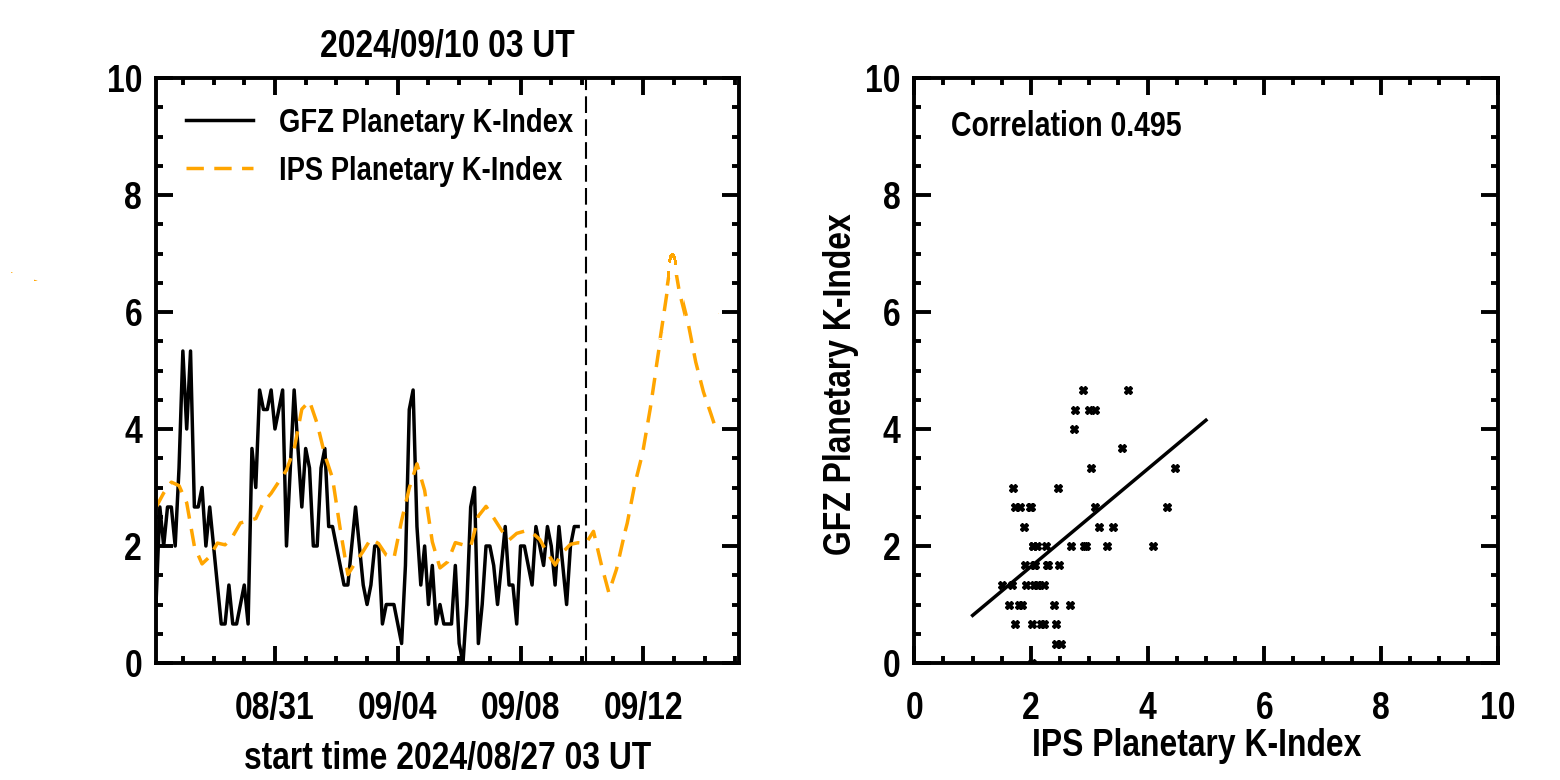 2024/09/10 03 UT
10
8
6
4
2
0
GFZ Planetary K-Index
IPS Planetary K-Index
08/31 09/04 09/08 09/12
start time 2024/08/27 03 UT
GFZ Planetary K-Index
10
8
6
4
2
0
Correlation 0.495
0 2 4 6 8 10
IPS Planetary K-Index